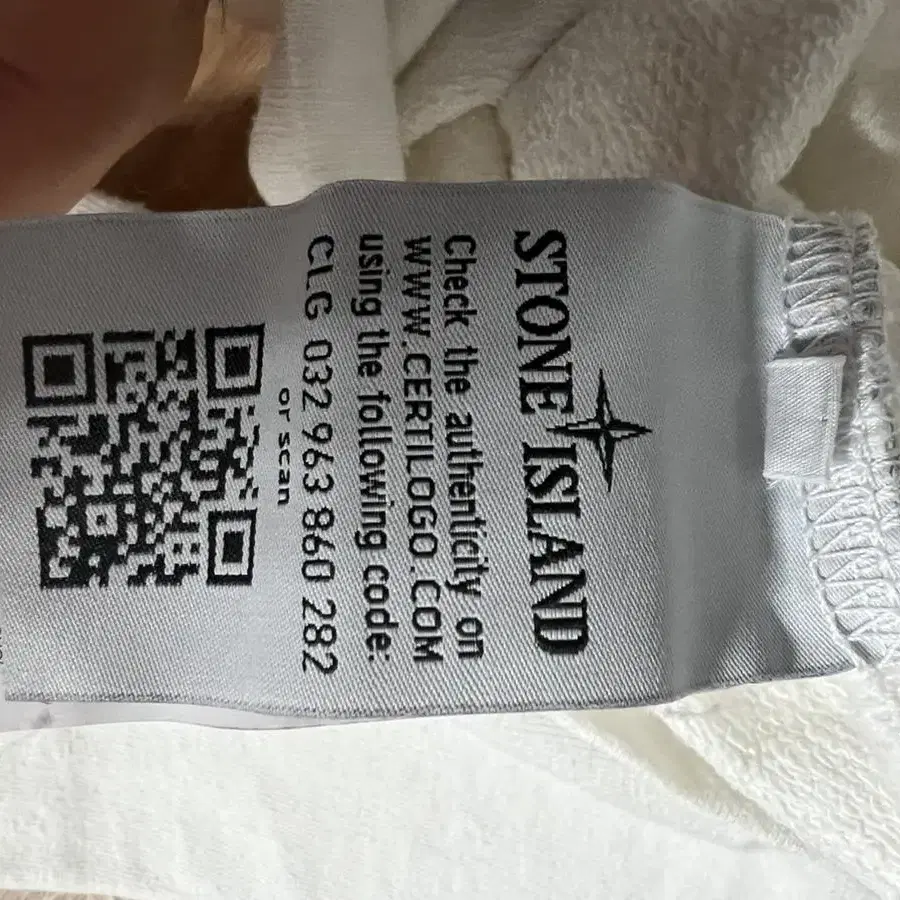 STONE ISLAND
Check the authenticity on
WWW.CERTILOGO.COM
using the following code:
CLG 032 963 860 282
or scan